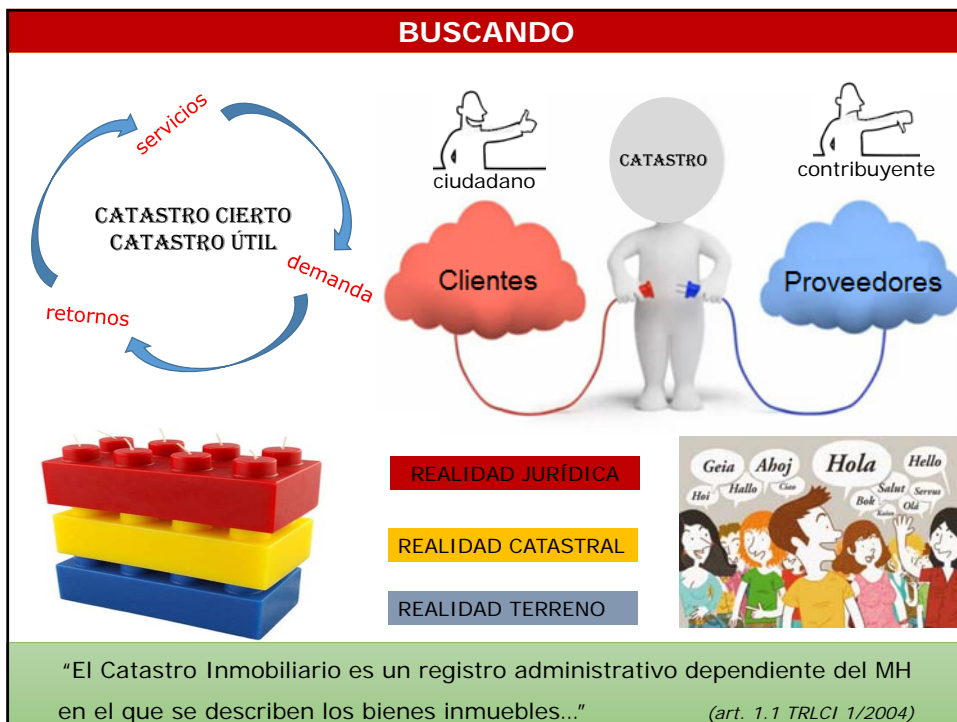 BUSCANDO
servicios
CATASTRO CIERTO
CATASTRO ÚTIL
demanda
retornos
ciudadano
CATASTRO
contribuyente
Clientes
Proveedores
REALIDAD JURÍDICA
REALIDAD CATASTRAL
REALIDAD TERRENO
Geia
Ahoj
Hola
Hello
Hoi
Hallo
Ciao
Bok
Salut
Servus
Olá
“El Catastro Inmobiliario es un registro administrativo dependiente del MH
en el que se describen los bienes inmuebles...” (art. 1.1 TRLCI 1/2004)